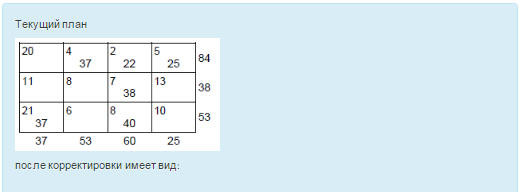 Текущий план
20 4 2 5
37 22 25 84
11 8 7 13
38 38
21 6 8 10
37 40 53
37 53 60 25
после корректировки имеет вид: